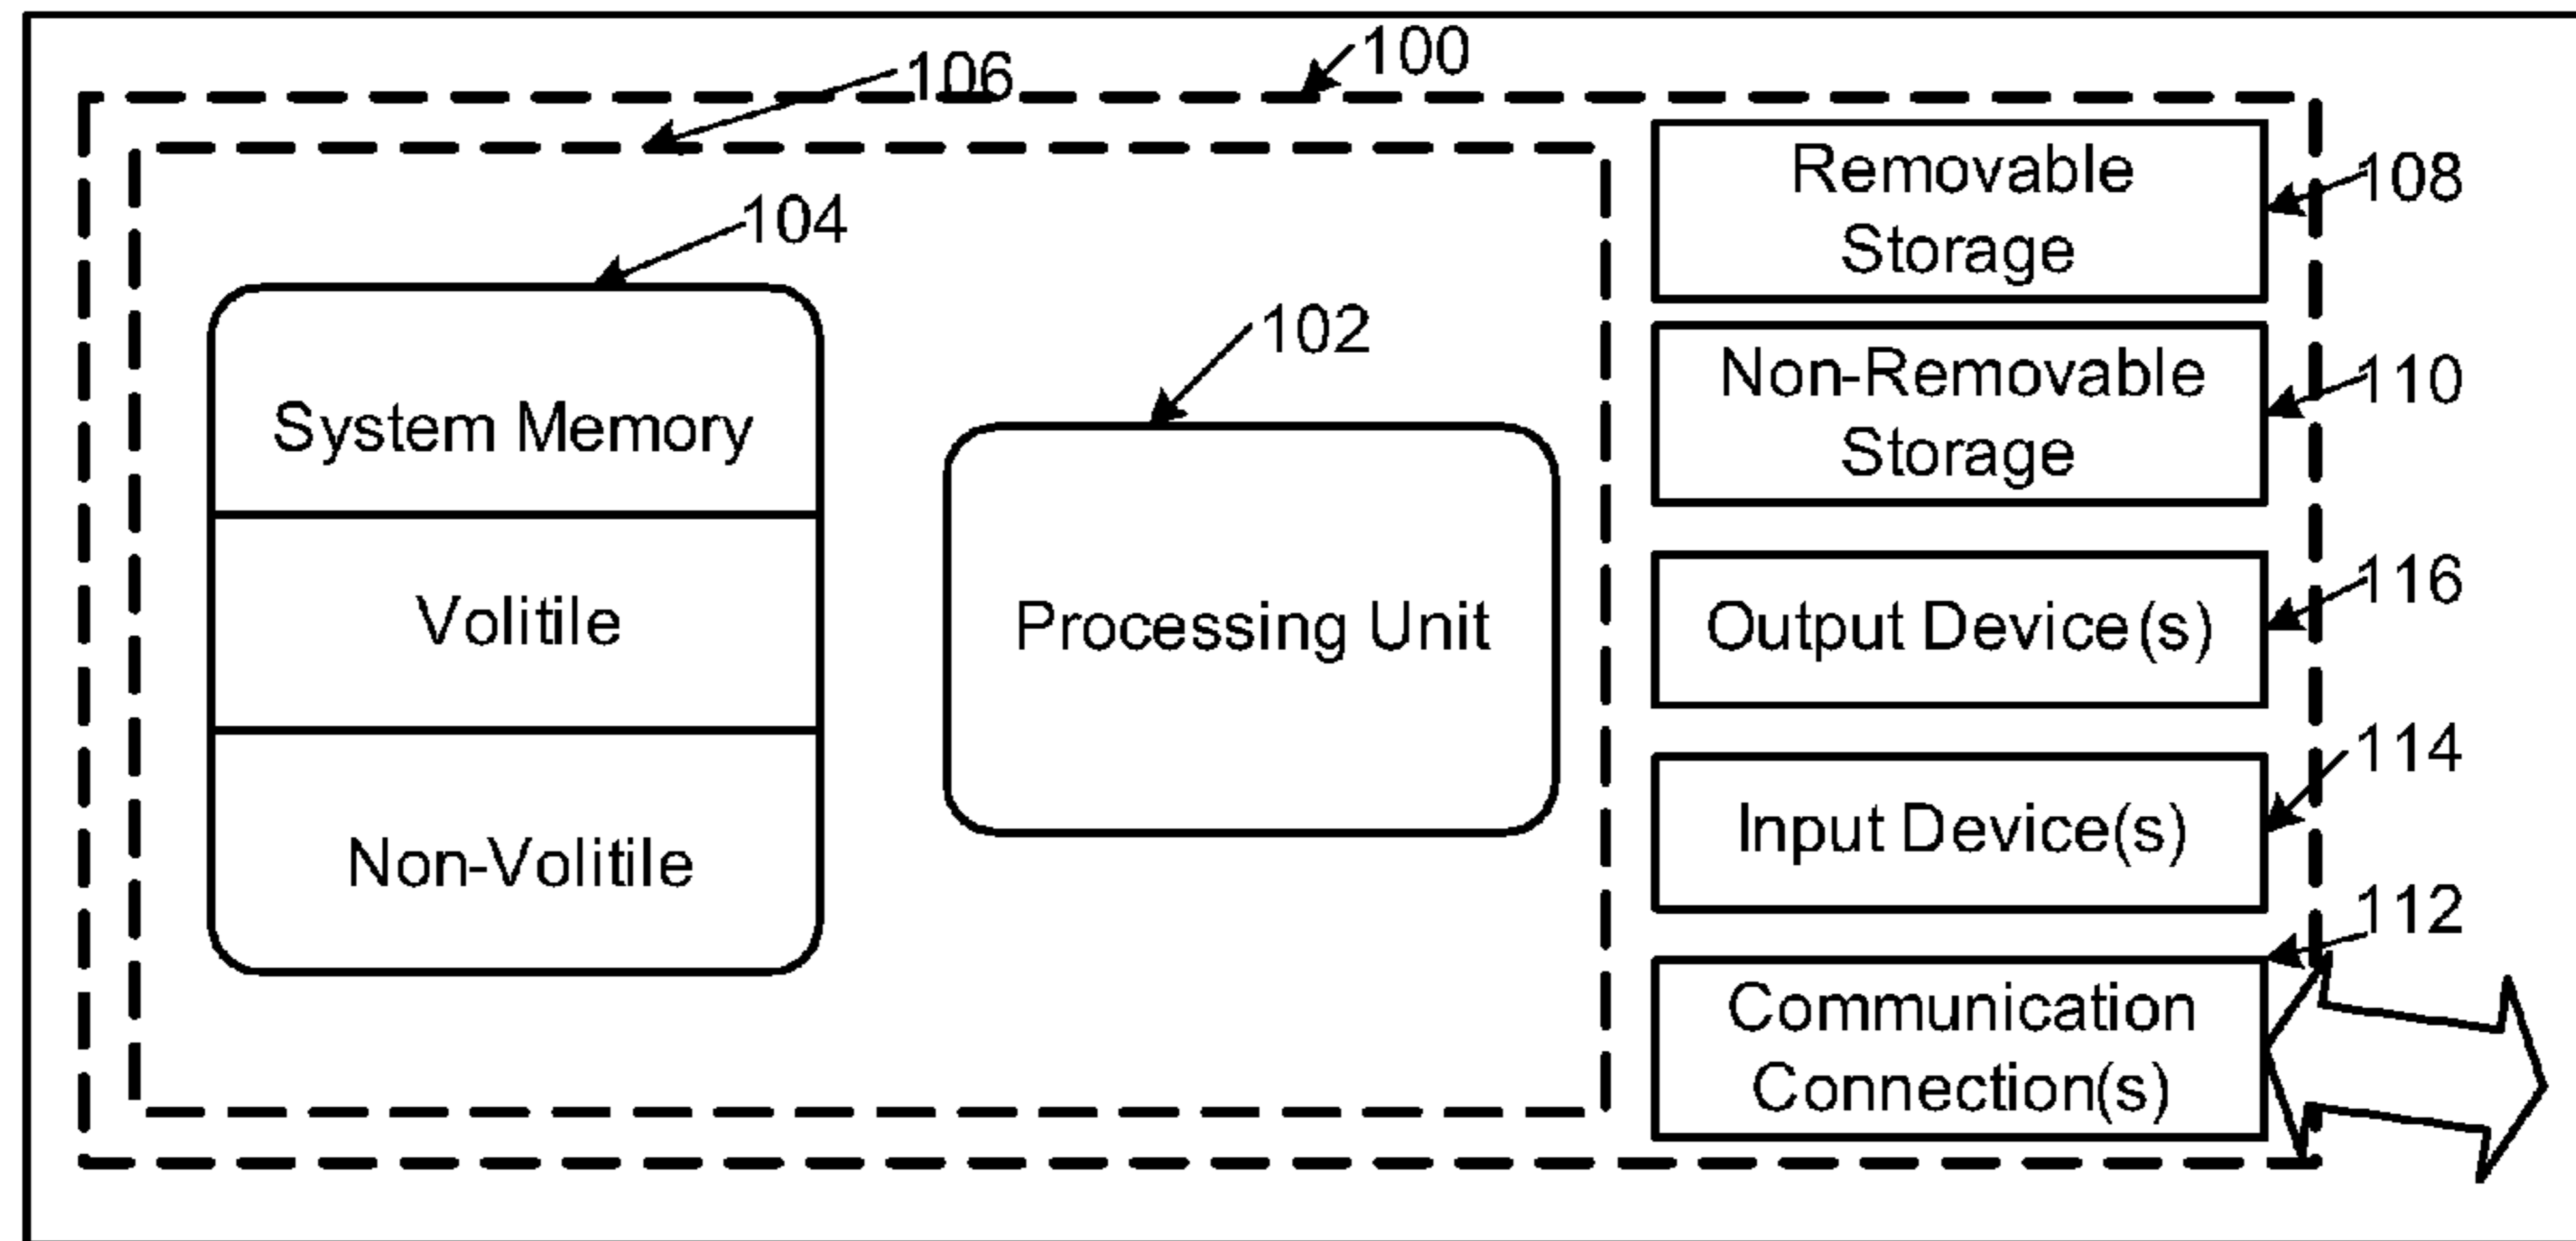 100
106
104
102
System Memory
Volitile
Non-Volitile
Processing Unit
Removable
Storage
108
Non-Removable
Storage
110
Output Device(s)
116
Input Device(s)
114
Communication
Connection(s)
112